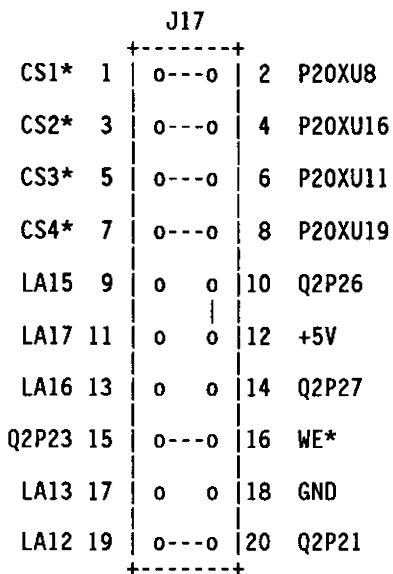 J17
+-------+
CS1* 1 | o---o | 2 P20XU8
CS2* 3 | o---o | 4 P20XU16
CS3* 5 | o---o | 6 P20XU11
CS4* 7 | o---o | 8 P20XU19
LA15 9 | o o |10 Q2P26
LA17 11 | o o |12 +5V
LA16 13 | o o |14 Q2P27
Q2P23 15 | o---o |16 WE*
LA13 17 | o o |18 GND
LA12 19 | o---o |20 Q2P21
+-------+